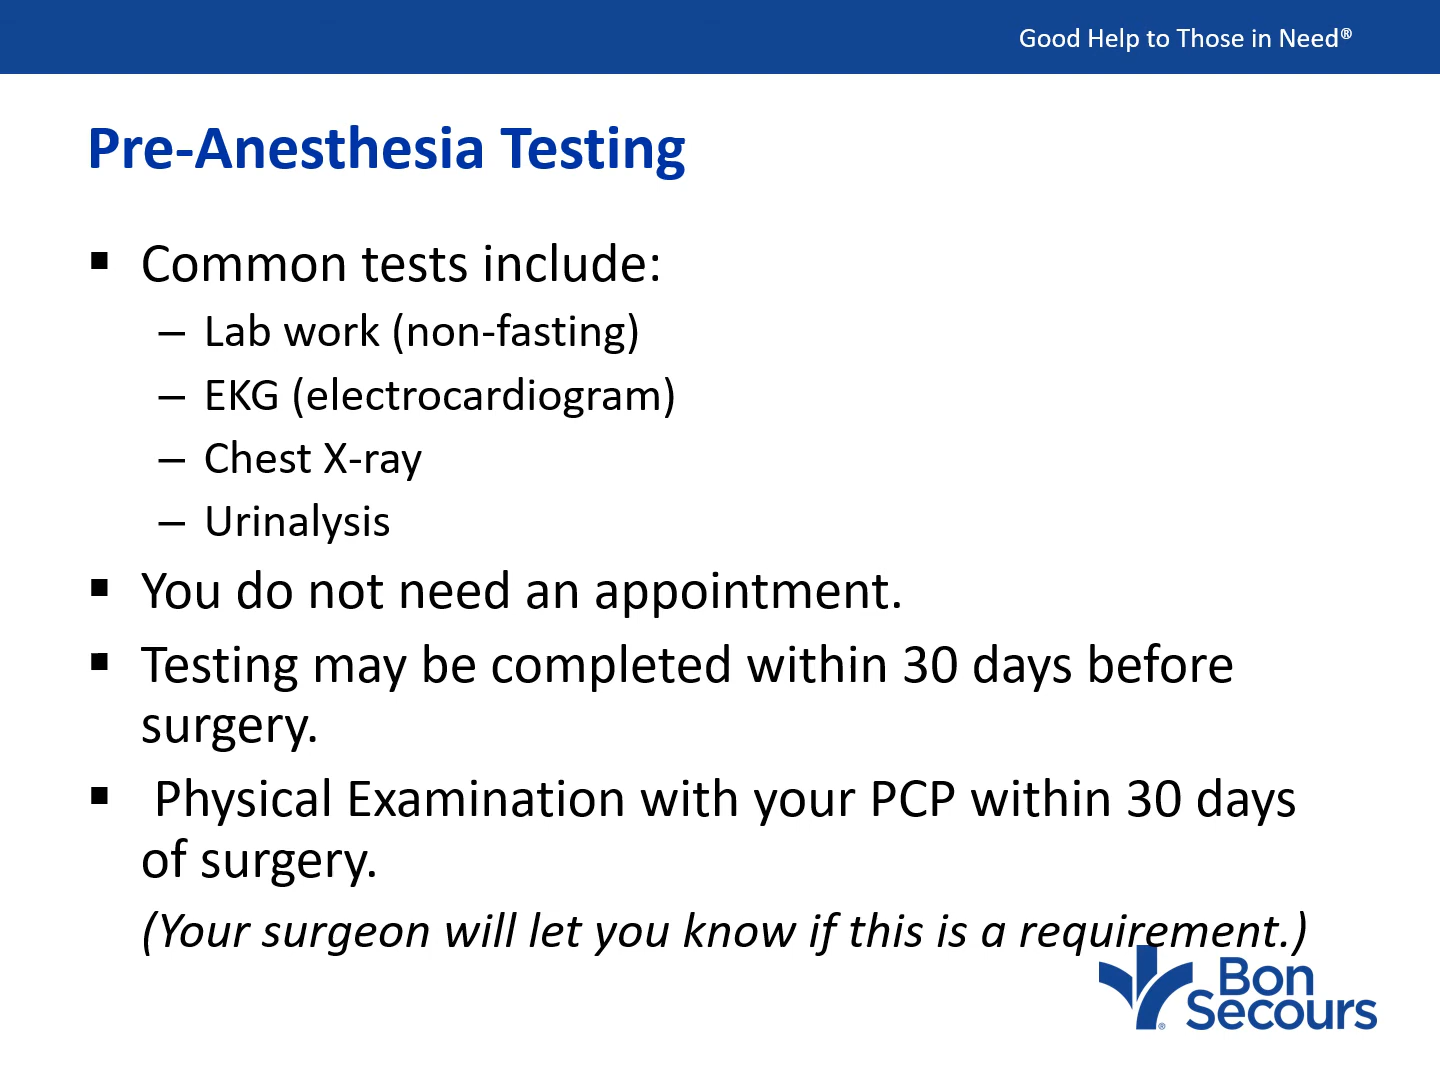 Good Help to Those in Need®
Pre-Anesthesia Testing
▪ Common tests include:
– Lab work (non-fasting)
– EKG (electrocardiogram)
– Chest X-ray
– Urinalysis
▪ You do not need an appointment.
▪ Testing may be completed within 30 days before
surgery.
▪ Physical Examination with your PCP within 30 days
of surgery.
(Your surgeon will let you know if this is a requirement.)
Bon
Secours
®